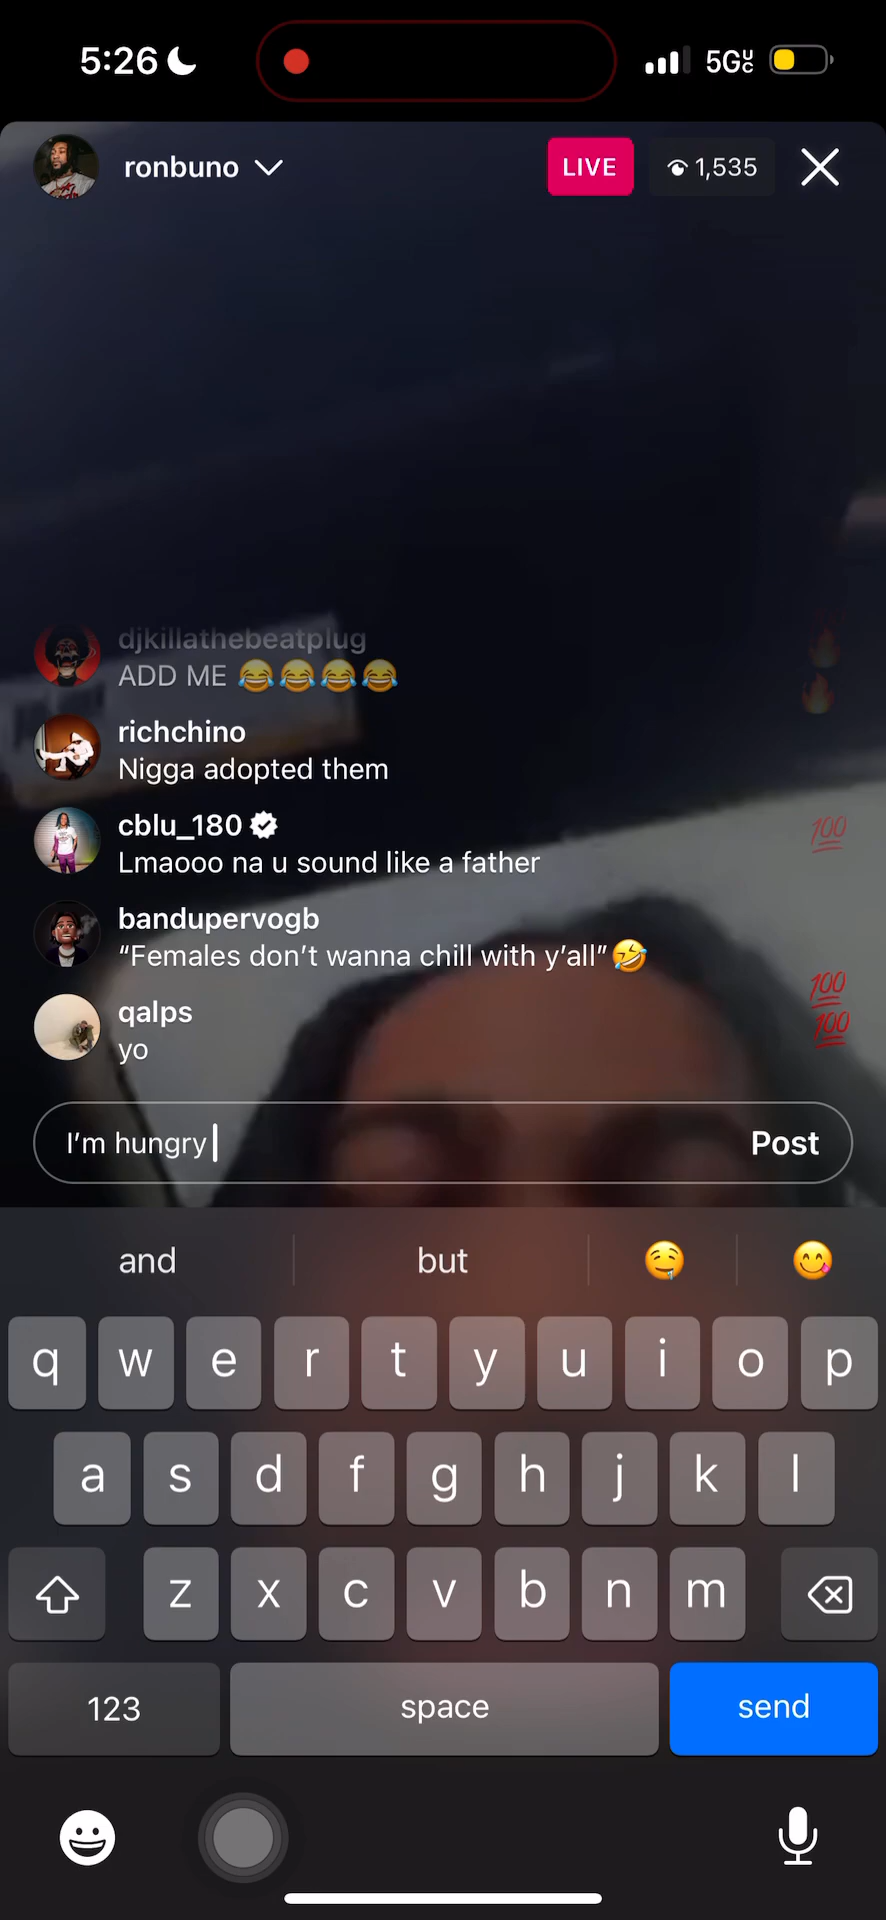 5:26
5GUC
ronbuno
LIVE
1,535
djkillathebeatplug
ADD ME 😂😂😂😂
richchino
Nigga adopted them
cblu_180
Lmaooo na u sound like a father
bandupervogb
“Females don’t wanna chill with y’all”🤣
qalps
yo
I’m hungry
Post
and but 🤤 😋
q w e r t y u i o p
a s d f g h j k l
z x c v b n m
123 space send